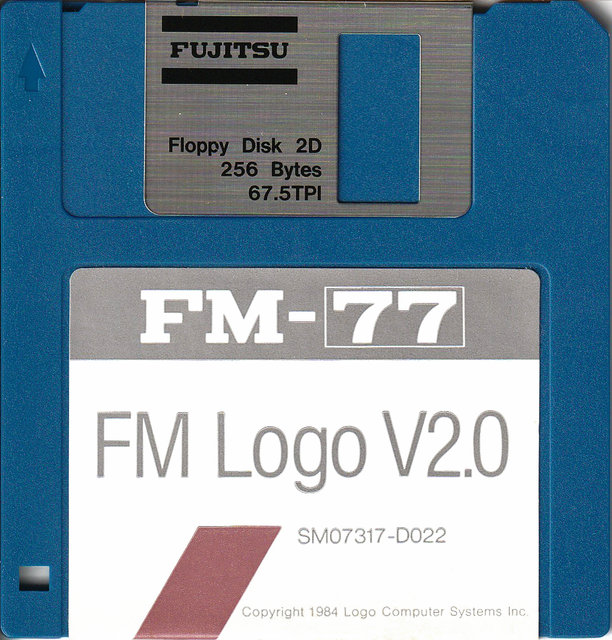 FUJITSU
Floppy Disk 2D
256 Bytes
67.5TPI
FM-77
FM Logo V2.0
SM07317-D022
Copyright 1984 Logo Computer Systems Inc.